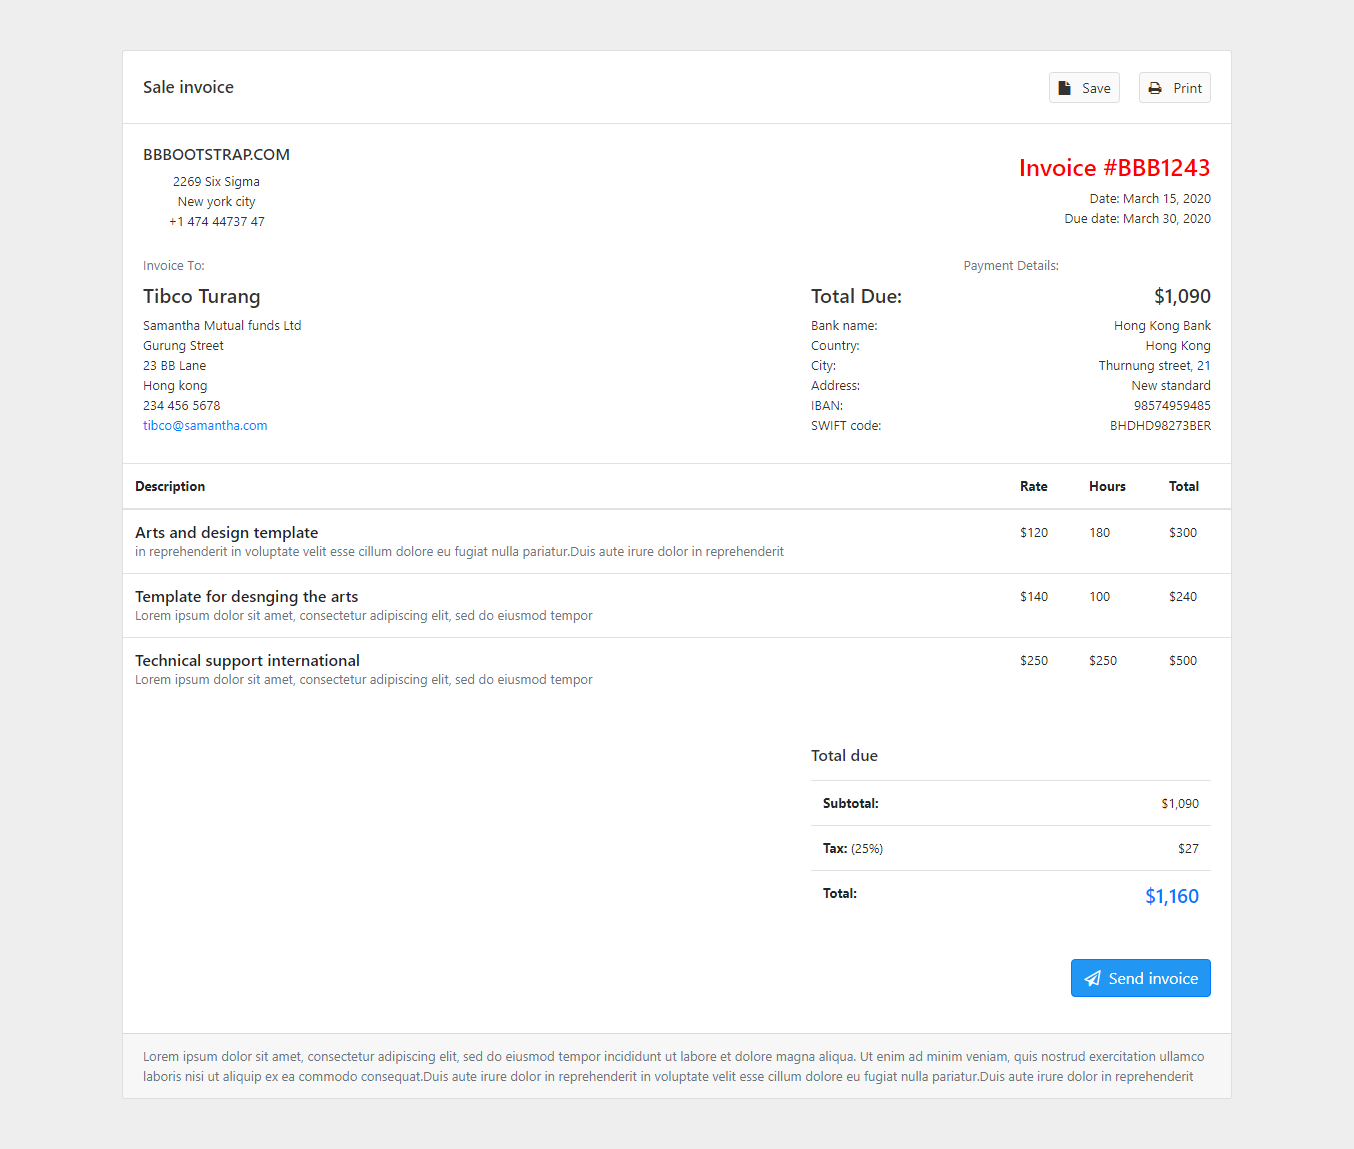 Sale invoice
Save
Print
BBBOOTSTRAP.COM
2269 Six Sigma
New york city
+1 474 44737 47
Invoice #BBB1243
Date: March 15, 2020
Due date: March 30, 2020
Invoice To:
Tibco Turang
Samantha Mutual funds Ltd
Gurung Street
23 BB Lane
Hong kong
234 456 5678
tibco@samantha.com
Payment Details:
Total Due: $1,090
Bank name: Hong Kong Bank
Country: Hong Kong
City: Thurnung street, 21
Address: New standard
IBAN: 98574959485
SWIFT code: BHDHD98273BER
Description Rate Hours Total
Arts and design template $120 180 $300
in reprehenderit in voluptate velit esse cillum dolore eu fugiat nulla pariatur.Duis aute irure dolor in reprehenderit
Template for desnging the arts $140 100 $240
Lorem ipsum dolor sit amet, consectetur adipiscing elit, sed do eiusmod tempor
Technical support international $250 $250 $500
Lorem ipsum dolor sit amet, consectetur adipiscing elit, sed do eiusmod tempor
Total due
Subtotal: $1,090
Tax: (25%) $27
Total: $1,160
Send invoice
Lorem ipsum dolor sit amet, consectetur adipiscing elit, sed do eiusmod tempor incididunt ut labore et dolore magna aliqua. Ut enim ad minim veniam, quis nostrud exercitation ullamco
laboris nisi ut aliquip ex ea commodo consequat.Duis aute irure dolor in reprehenderit in voluptate velit esse cillum dolore eu fugiat nulla pariatur.Duis aute irure dolor in reprehenderit